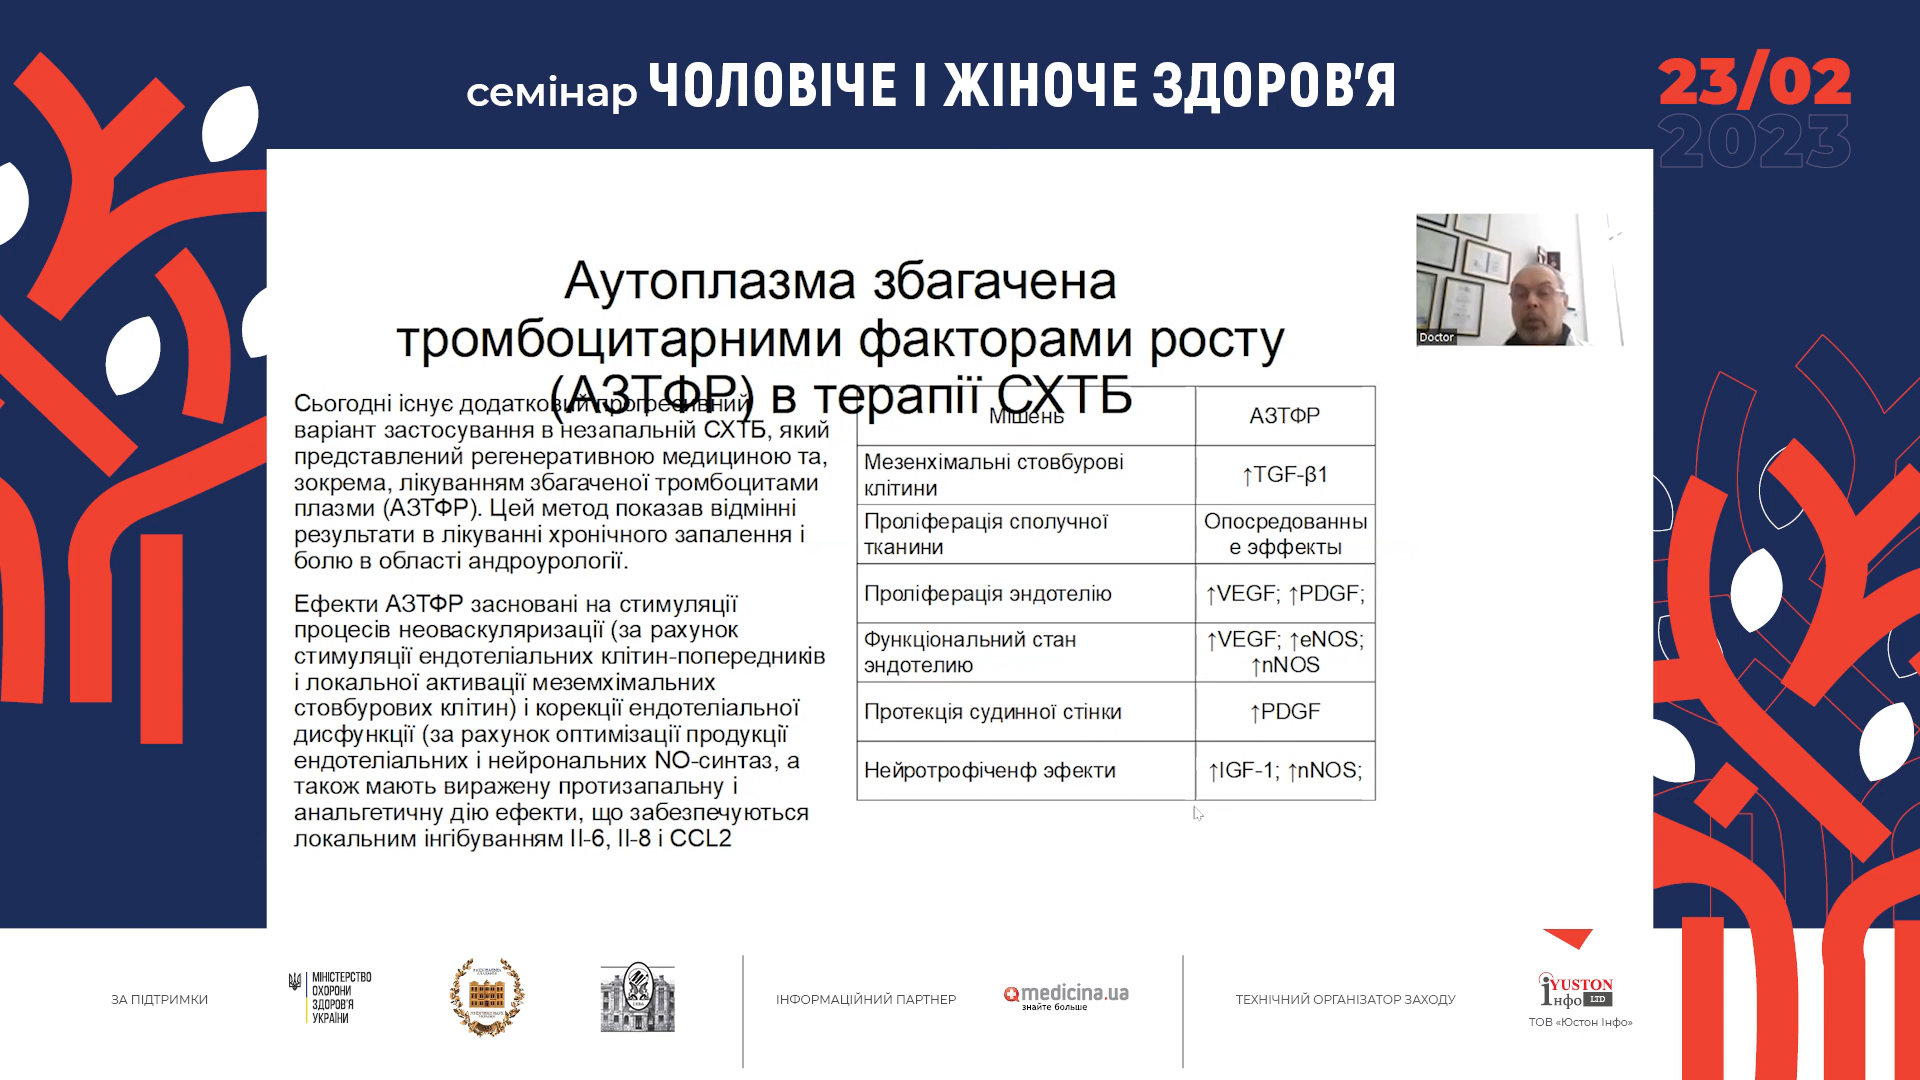 семінар ЧОЛОВІЧЕ І ЖІНОЧЕ ЗДОРОВ'Я
23/02
2023
Аутоплазма збагачена
тромбоцитарними факторами росту
(АЗТФР) в терапії СХТБ
Doctor
Сьогодні існує додатковий прогресивний
варіант застосування в незапальній СХТБ, який
представлений регенеративною медициною та,
зокрема, лікуванням збагаченої тромбоцитами
плазми (АЗТФР). Цей метод показав відмінні
результати в лікуванні хронічного запалення і
болю в області андроурології.
Ефекти АЗТФР засновані на стимуляції
процесів неоваскуляризації (за рахунок
стимуляції ендотеліальних клітин-попередників
і локальної активації меземхімальних
стовбурових клітин) і корекції ендотеліальної
дисфункції (за рахунок оптимізації продукції
ендотеліальних і нейрональних NO-синтаз, а
також мають виражену протизапальну і
анальгетичну дію ефекти, що забезпечуються
локальним інгібуванням Il-6, Il-8 і CCL2
Мішень
АЗТФР
Мезенхімальні стовбурові
клітини
↑TGF-β1
Проліферація сполучної
тканини
Опосредованны
е эффекты
Проліферація эндотелію
↑VEGF; ↑PDGF;
Функціональний стан
эндотелию
↑VEGF; ↑eNOS;
↑nNOS
Протекція судинної стінки
↑PDGF
Нейротрофіченф эфекти
↑IGF-1; ↑nNOS;
ЗА ПІДТРИМКИ
МІНІСТЕРСТВО
ОХОРОНИ
ЗДОРОВ'Я
УКРАЇНИ
ІНФОРМАЦІЙНИЙ ПАРТНЕР
medicina.ua
знайте больше
ТЕХНІЧНИЙ ОРГАНІЗАТОР ЗАХОДУ
YUSTON
Інфо LTD
ТОВ «Юстон Інфо»